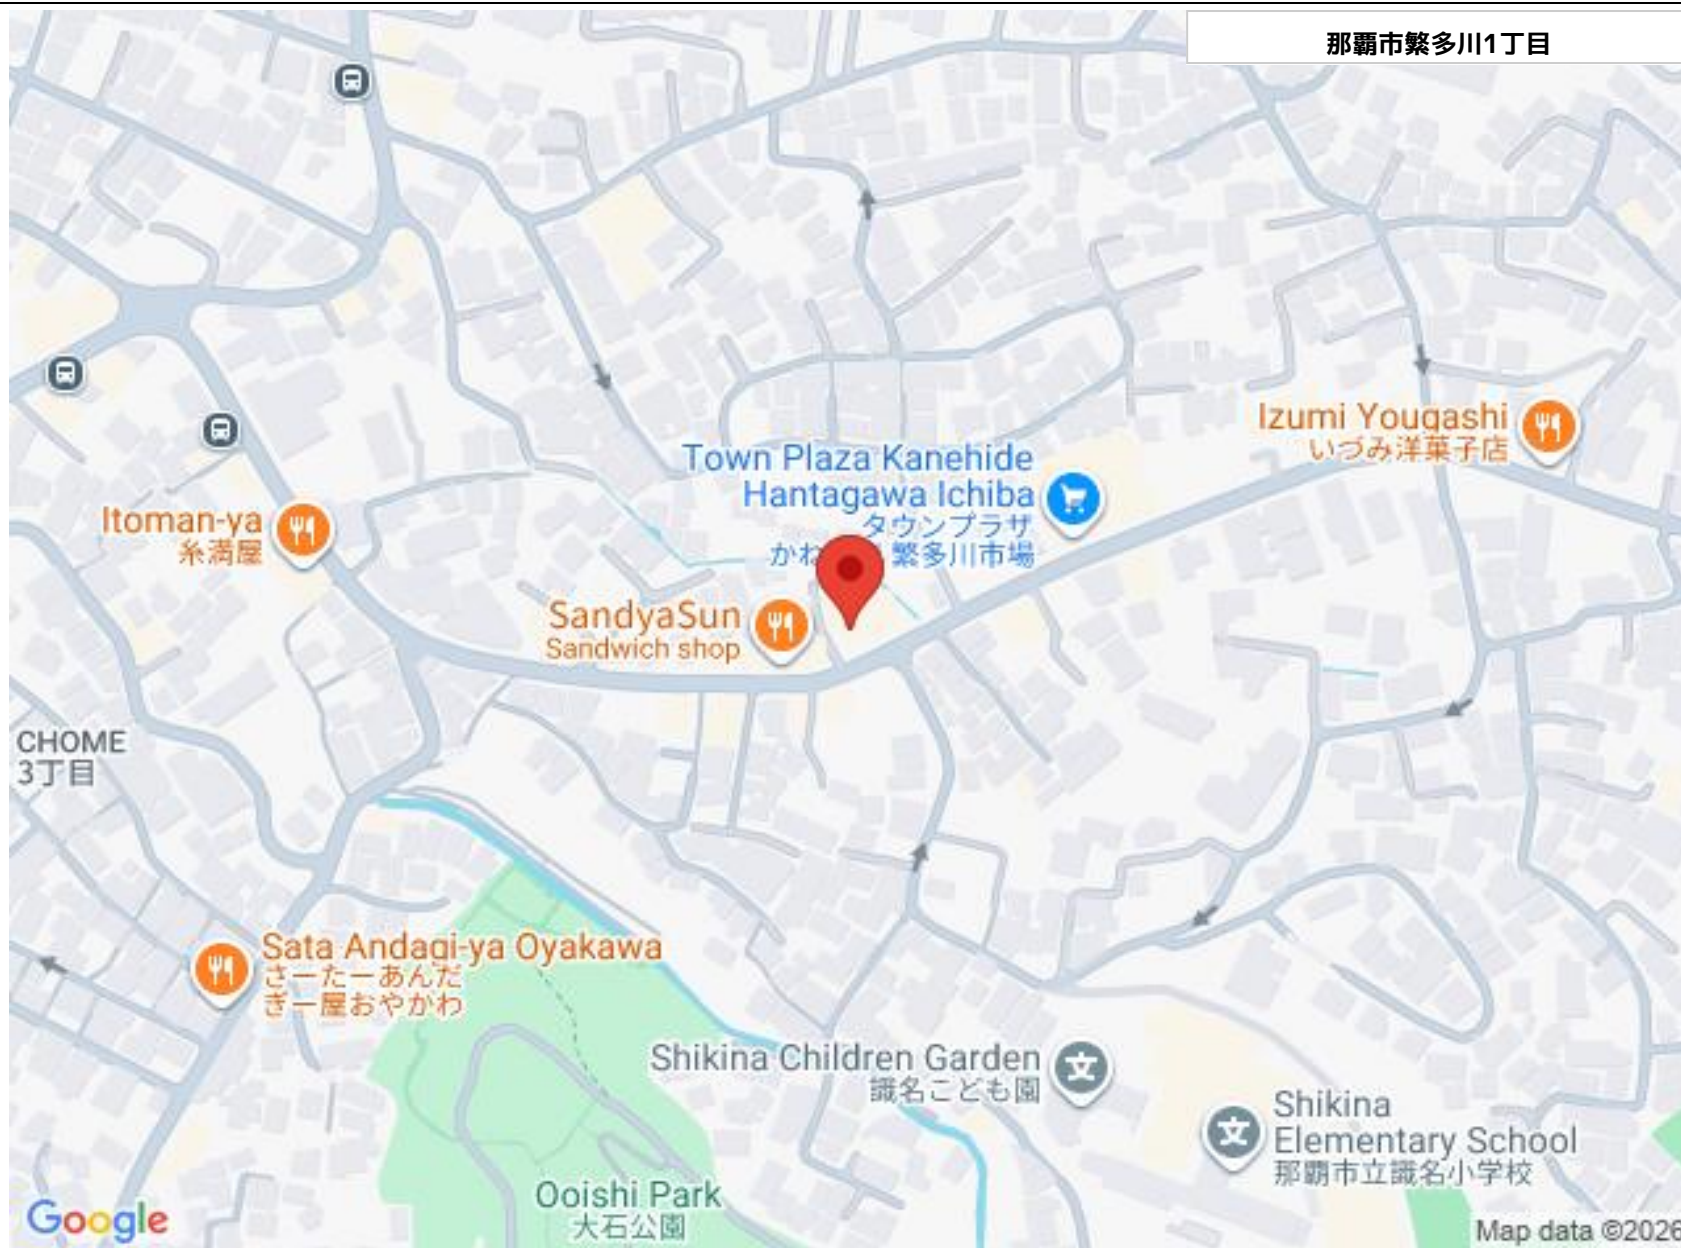 那覇市繁多川1丁目
Izumi Yougashi
いづみ洋菓子店
Town Plaza Kanehide
Hantagawa Ichiba
タウンプラザ
かね 繁多川市場
Itoman-ya
糸満屋
SandyaSun
Sandwich shop
CHOME
3丁目
Sata Andagi-ya Oyakawa
さーたーあんだ
ぎー屋おやかわ
Shikina Children Garden
識名こども園
Shikina
Elementary School
那覇市立識名小学校
Ooishi Park
大石公園
Google
Map data ©2026